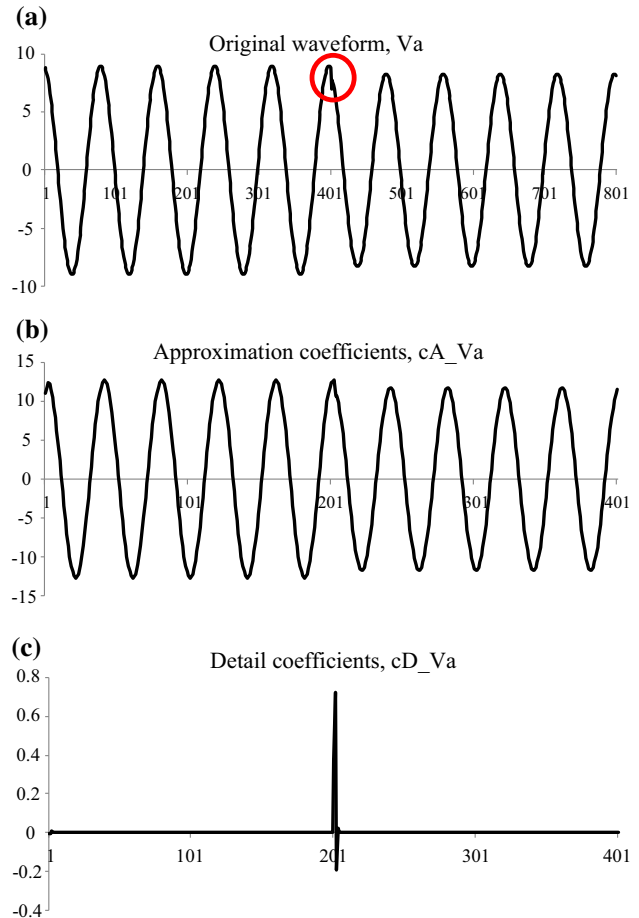 (a)
Original waveform, Va
10
5
0
1 101 201 301 401 501 601 701 801
-5
-10
(b)
Approximation coefficients, cA_Va
15
10
5
0
1 101 201 301 401
-5
-10
-15
(c)
Detail coefficients, cD_Va
0.8
0.6
0.4
0.2
0
1 101 201 301 401
-0.2
-0.4